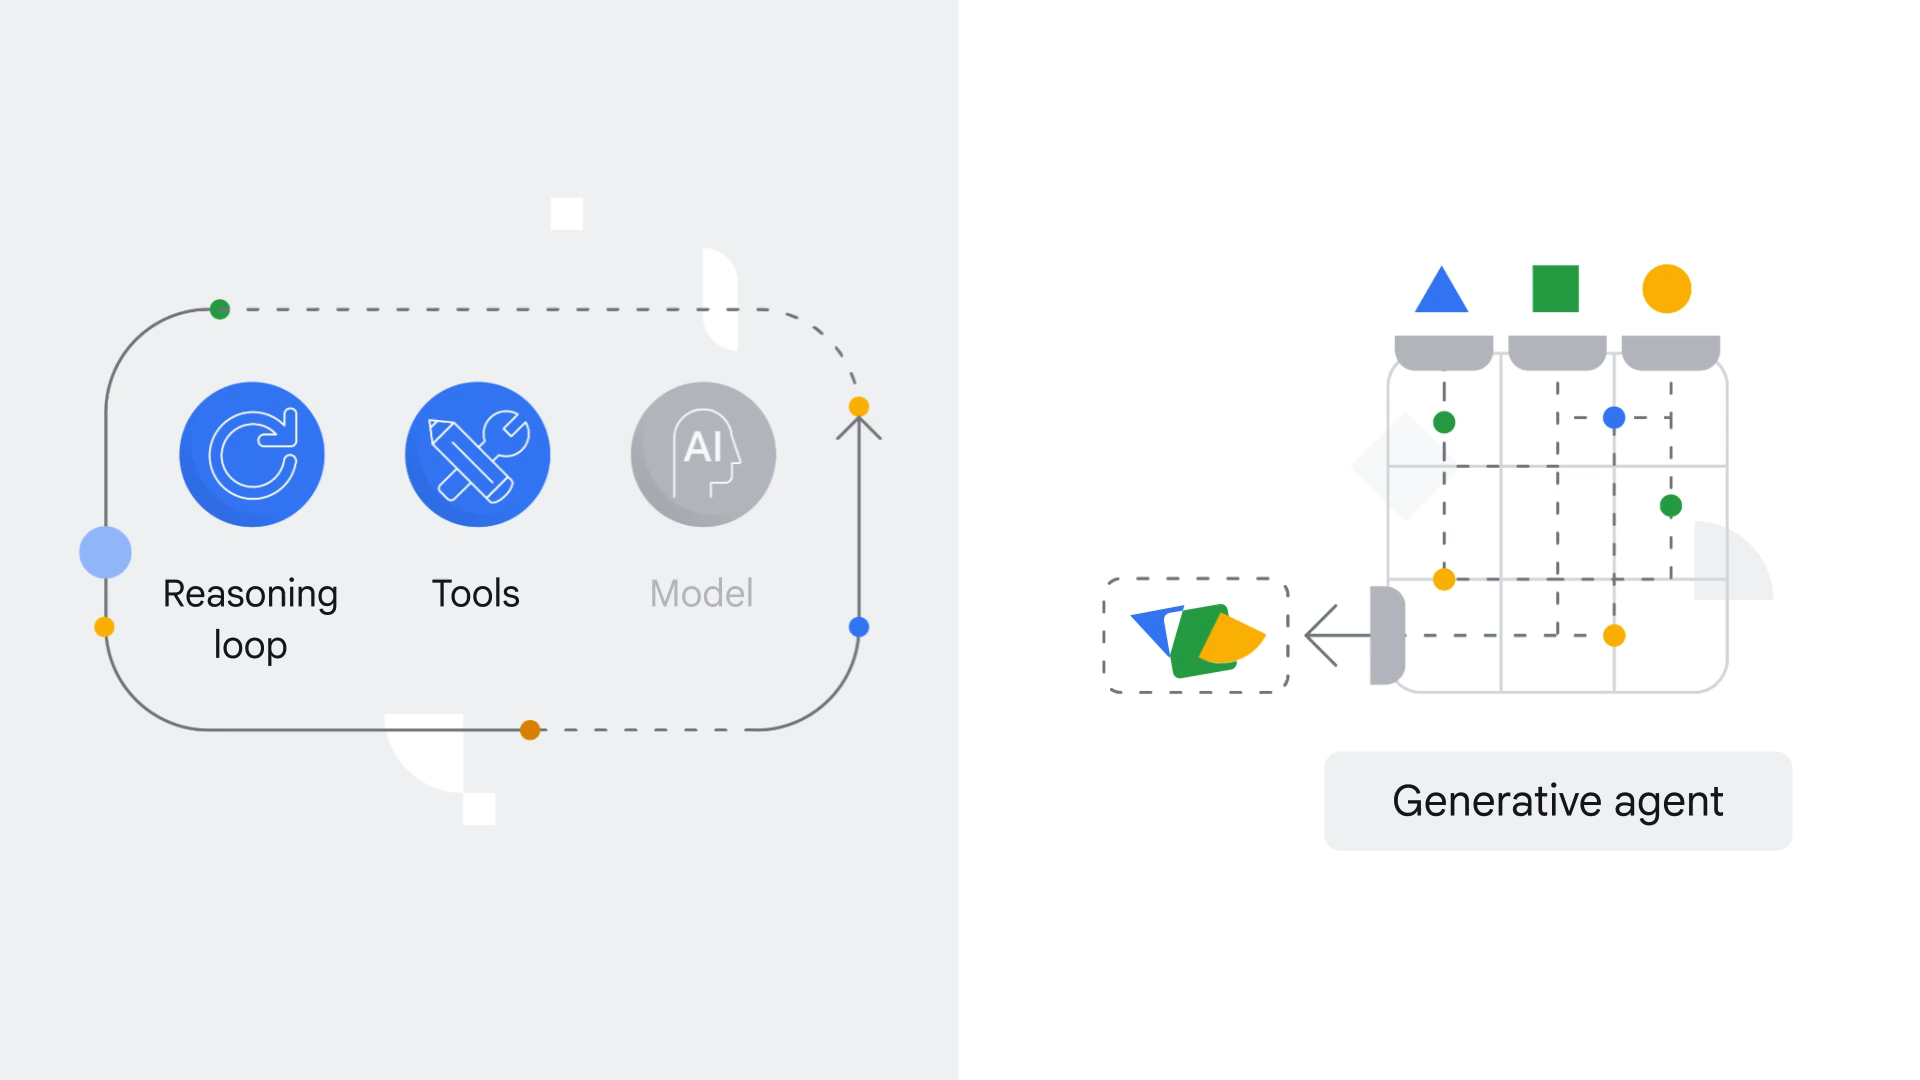 AI
Reasoning
loop
Tools
Model
Generative agent